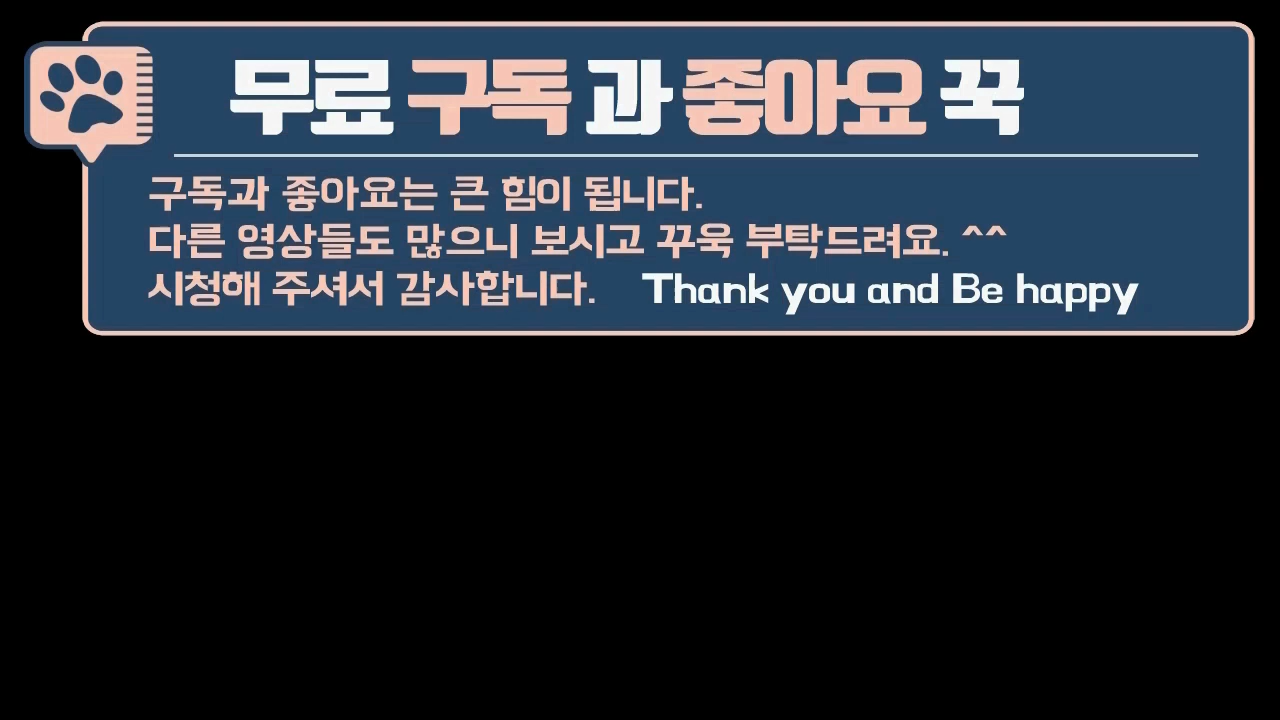 무료 구독 과 좋아요 꾹
구독과 좋아요는 큰 힘이 됩니다.
다른 영상들도 많으니 보시고 꾸욱 부탁드려요. ^^
시청해 주셔서 감사합니다. Thank you and Be happy